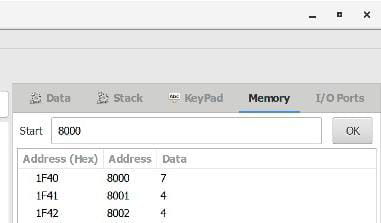 Data Stack KeyPad Memory I/O Ports
Start 8000 OK
Address (Hex) Address Data
1F40 8000 7
1F41 8001 4
1F42 8002 4